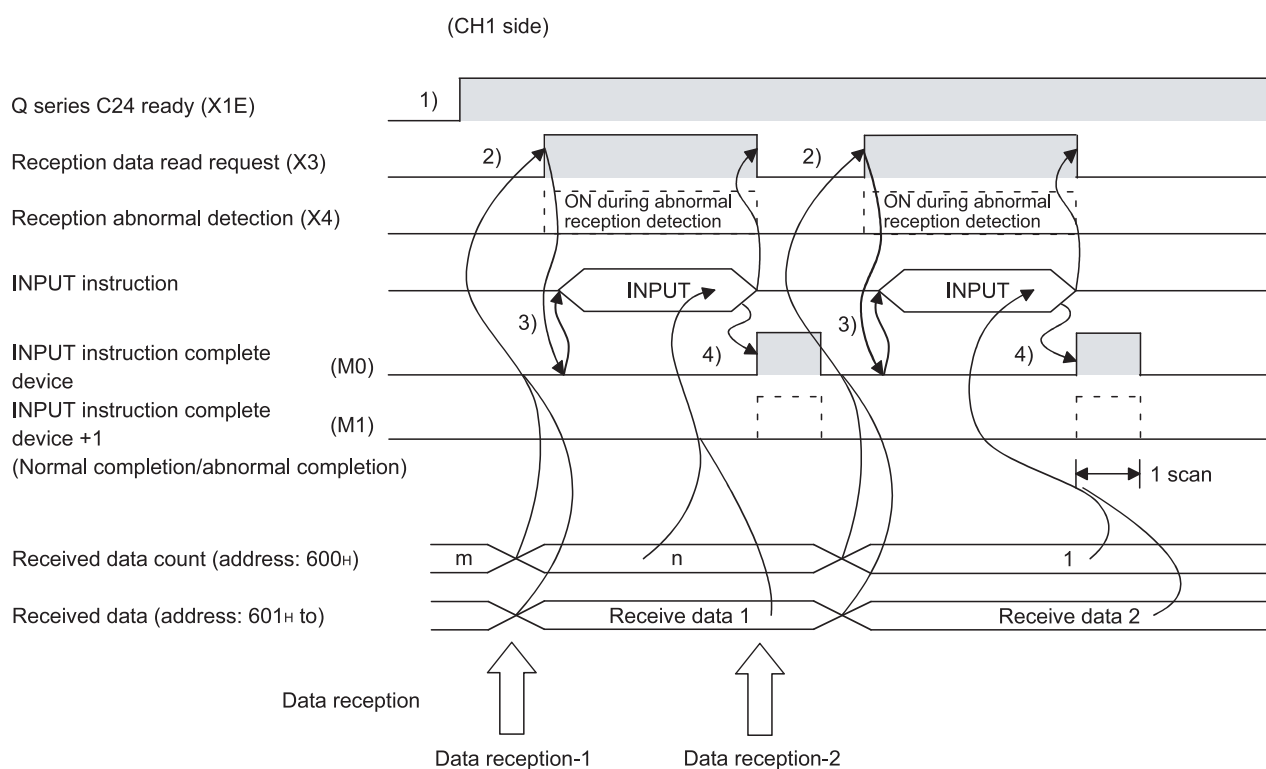 (CH1 side)
Q series C24 ready (X1E)
1)
Reception data read request (X3)
2)
2)
Reception abnormal detection (X4)
ON during abnormal
reception detection
ON during abnormal
reception detection
INPUT instruction
INPUT
INPUT
3)
3)
INPUT instruction complete
device
(M0)
4)
4)
INPUT instruction complete
device +1
(M1)
(Normal completion/abnormal completion)
1 scan
Received data count (address: 600H)
m
n
1
Received data (address: 601H to)
Receive data 1
Receive data 2
Data reception
Data reception-1
Data reception-2